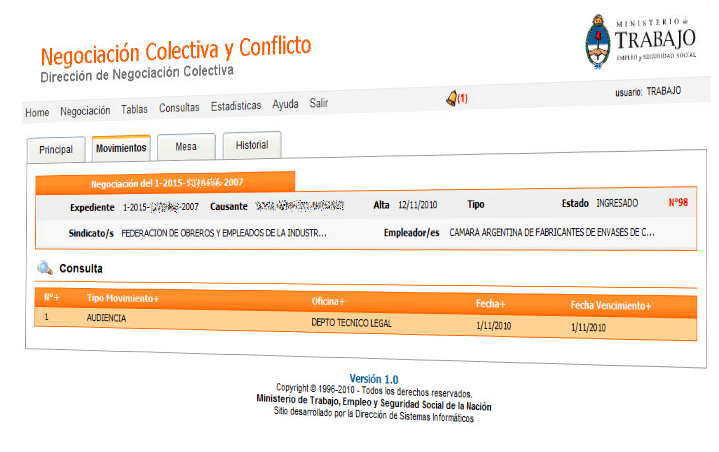 Negociación Colectiva y Conflicto
Dirección de Negociación Colectiva
MINISTERIO de
TRABAJO
EMPLEO y SEGURIDAD SOCIAL
Home Negociación Tablas Consultas Estadisticas Ayuda Salir (1) usuario: TRABAJO
Principal Movimientos Mesa Historial
Negociación del 1-2015- -2007
Expediente 1-2015- -2007 Causante Alta 12/11/2010 Tipo Estado INGRESADO Nº98
Sindicato/s FEDERACION DE OBREROS Y EMPLEADOS DE LA INDUSTR... Empleador/es CAMARA ARGENTINA DE FABRICANTES DE ENVASES DE C...
Consulta
Nº+ Tipo Movimiento+ Oficina+ Fecha+ Fecha Vencimiento+
1 AUDIENCIA DEPTO TECNICO LEGAL 1/11/2010 1/11/2010
Versión 1.0
Copyright © 1996-2010 - Todos los derechos reservados.
Ministerio de Trabajo, Empleo y Seguridad Social de la Nación
Sitio desarrollado por la Dirección de Sistemas Informáticos